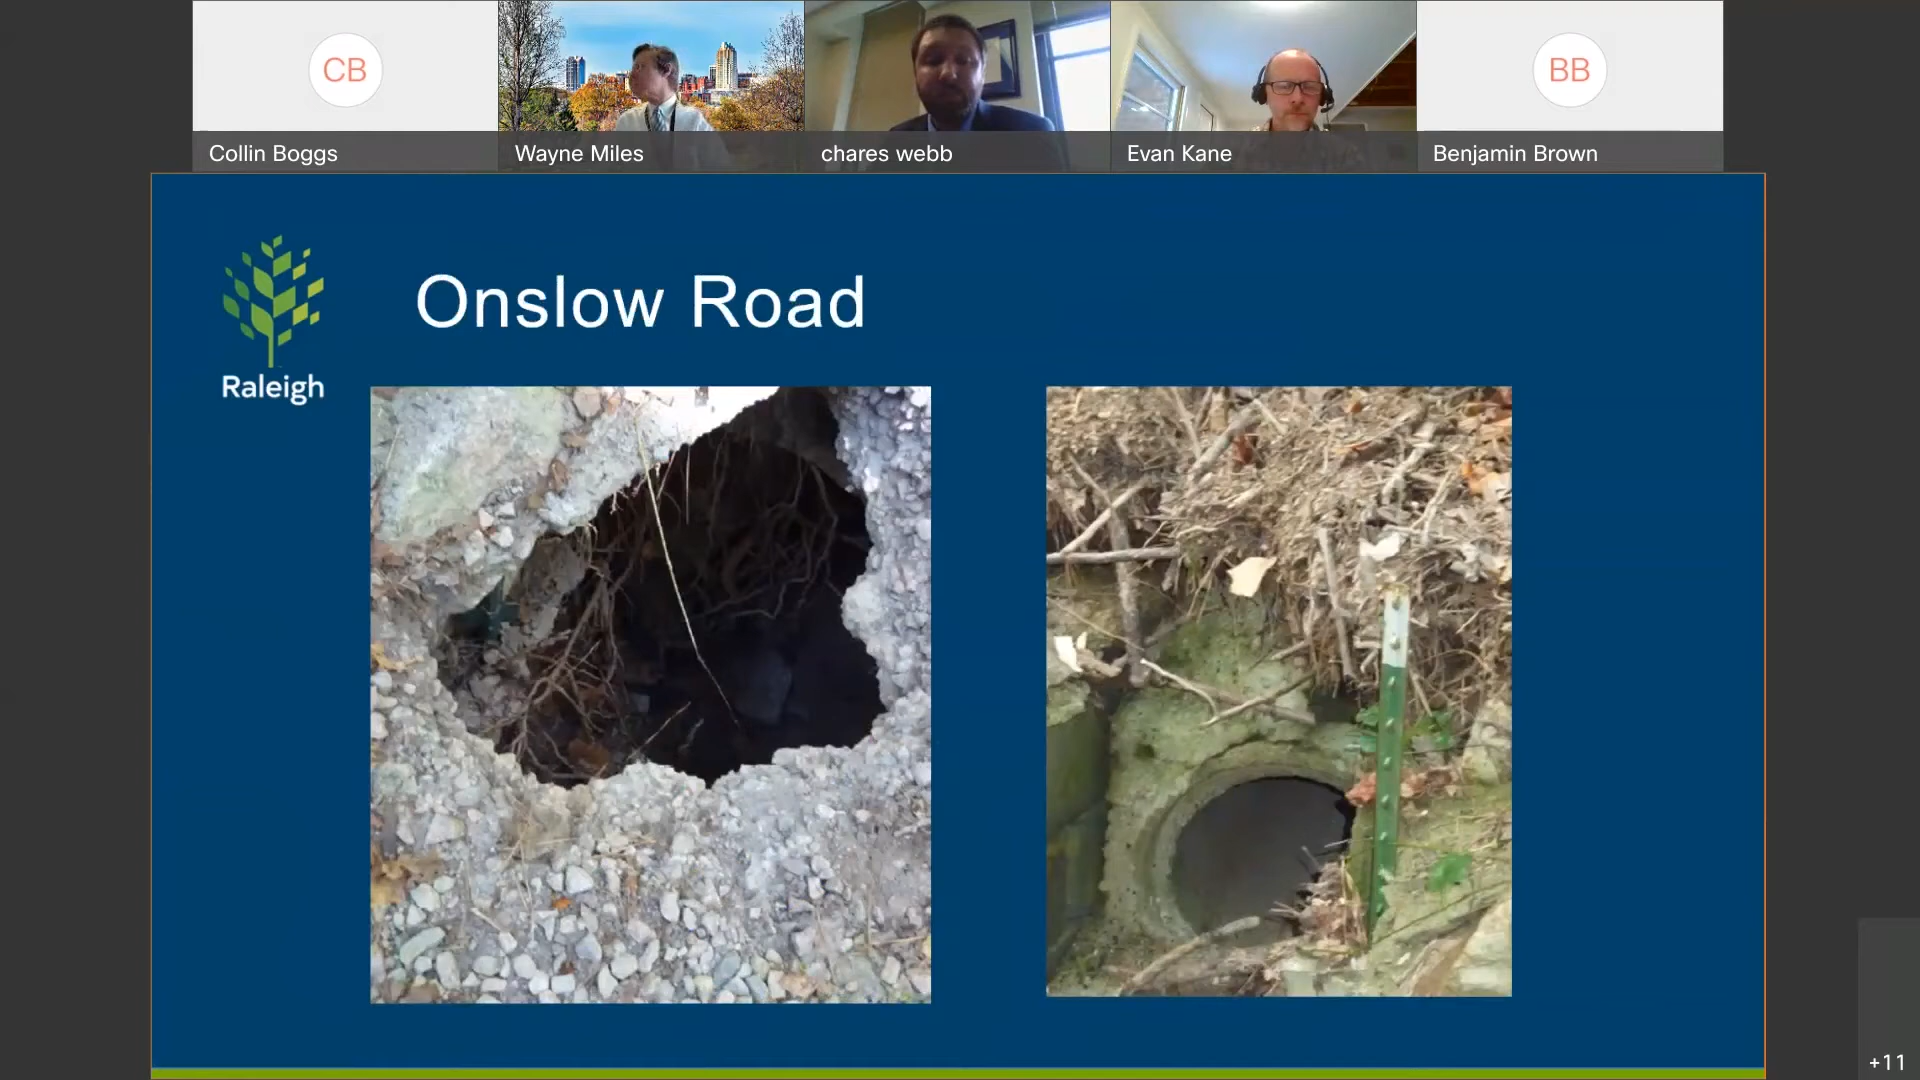 CB
BB
Collin Boggs
Wayne Miles
chares webb
Evan Kane
Benjamin Brown
Onslow Road
Raleigh
+11